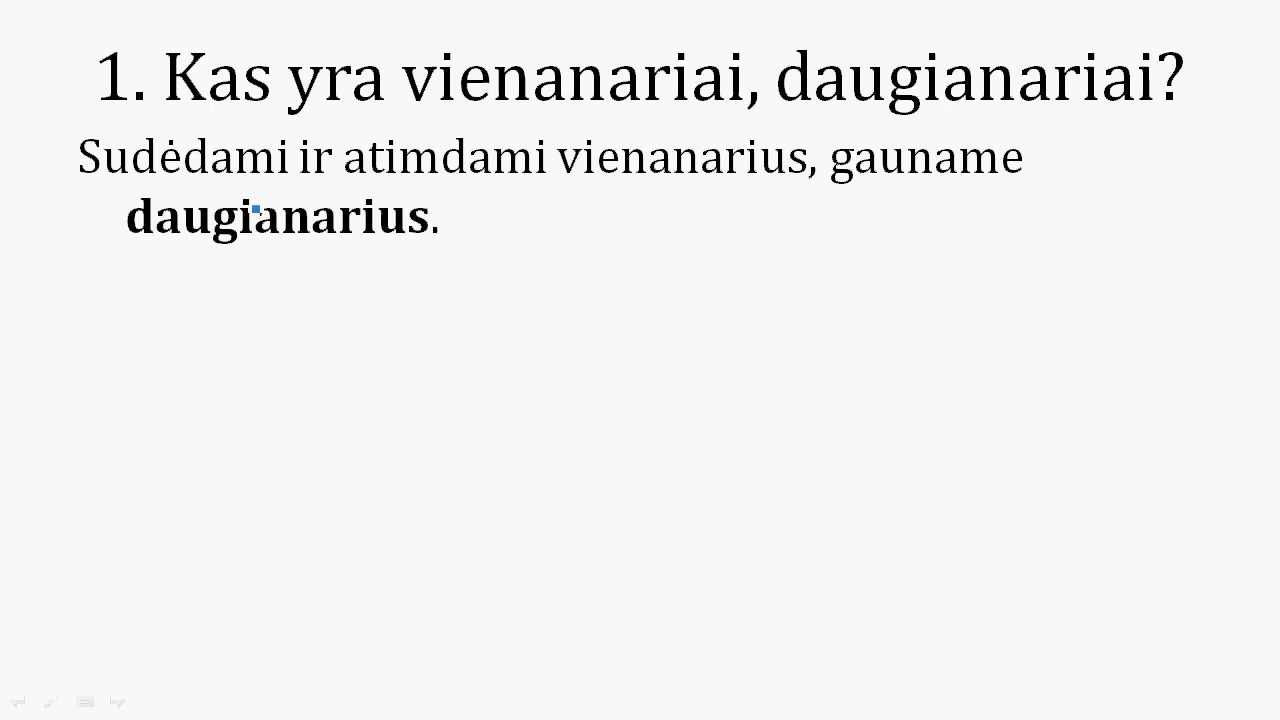 1. Kas yra vienanariai, daugianariai?
Sudėdami ir atimdami vienanarius, gauname
daugianarius.